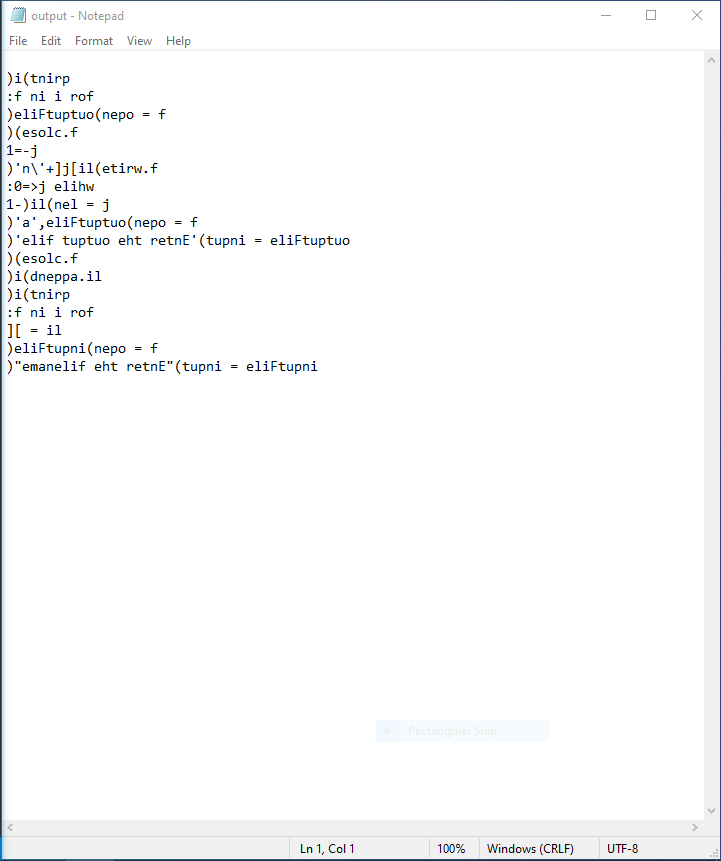 output - Notepad
File Edit Format View Help
)i(tnirp
:f ni i rof
)eliFtuptuo(nepo = f
)(esolc.f
1=-j
)'n\'+]j[il(etirw.f
:0=>j elihw
1-)il(nel = j
)'a',eliFtuptuo(nepo = f
)'elif tuptuo eht retnE'(tupni = eliFtuptuo
)(esolc.f
)i(dneppa.il
)i(tnirp
:f ni i rof
][ = il
)eliFtupni(nepo = f
)"emanelif eht retnE"(tupni = eliFtupni
Rectangular Snip
Ln 1, Col 1 100% Windows (CRLF) UTF-8